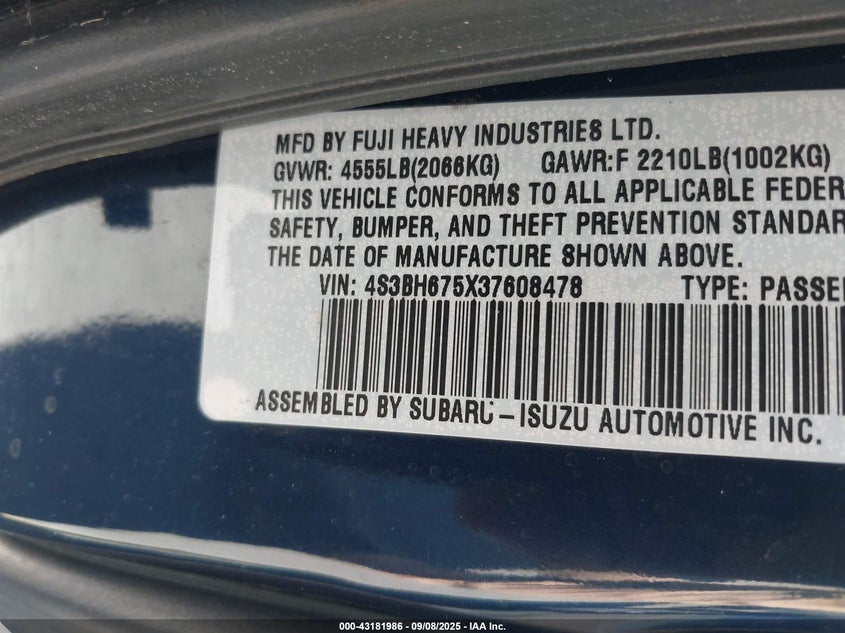 MFD BY FUJI HEAVY INDUSTRIES LTD.
GVWR: 4555LB(2066KG) GAWR:F 2210LB(1002KG)
THIS VEHICLE CONFORMS TO ALL APPLICABLE FEDER
SAFETY, BUMPER, AND THEFT PREVENTION STANDAR
THE DATE OF MANUFACTURE SHOWN ABOVE.
VIN: 4S3BH675X37608478 TYPE: PASSE
ASSEMBLED BY SUBARU-ISUZU AUTOMOTIVE INC.
000-43181986 - 09/08/2025 - IAA Inc.